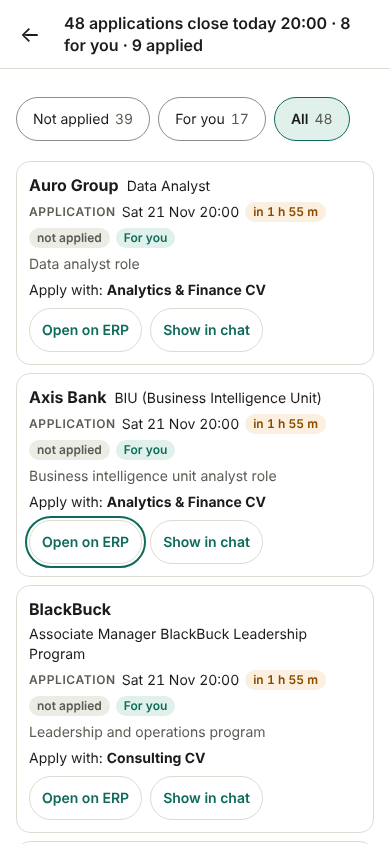 48 applications close today 20:00 · 8
for you · 9 applied
Not applied 39
For you 17
All 48
Auro Group Data Analyst
APPLICATION Sat 21 Nov 20:00 in 1 h 55 m
not applied For you
Data analyst role
Apply with: Analytics & Finance CV
Open on ERP Show in chat
Axis Bank BIU (Business Intelligence Unit)
APPLICATION Sat 21 Nov 20:00 in 1 h 55 m
not applied For you
Business intelligence unit analyst role
Apply with: Analytics & Finance CV
Open on ERP Show in chat
BlackBuck
Associate Manager BlackBuck Leadership
Program
APPLICATION Sat 21 Nov 20:00 in 1 h 55 m
not applied For you
Leadership and operations program
Apply with: Consulting CV
Open on ERP Show in chat